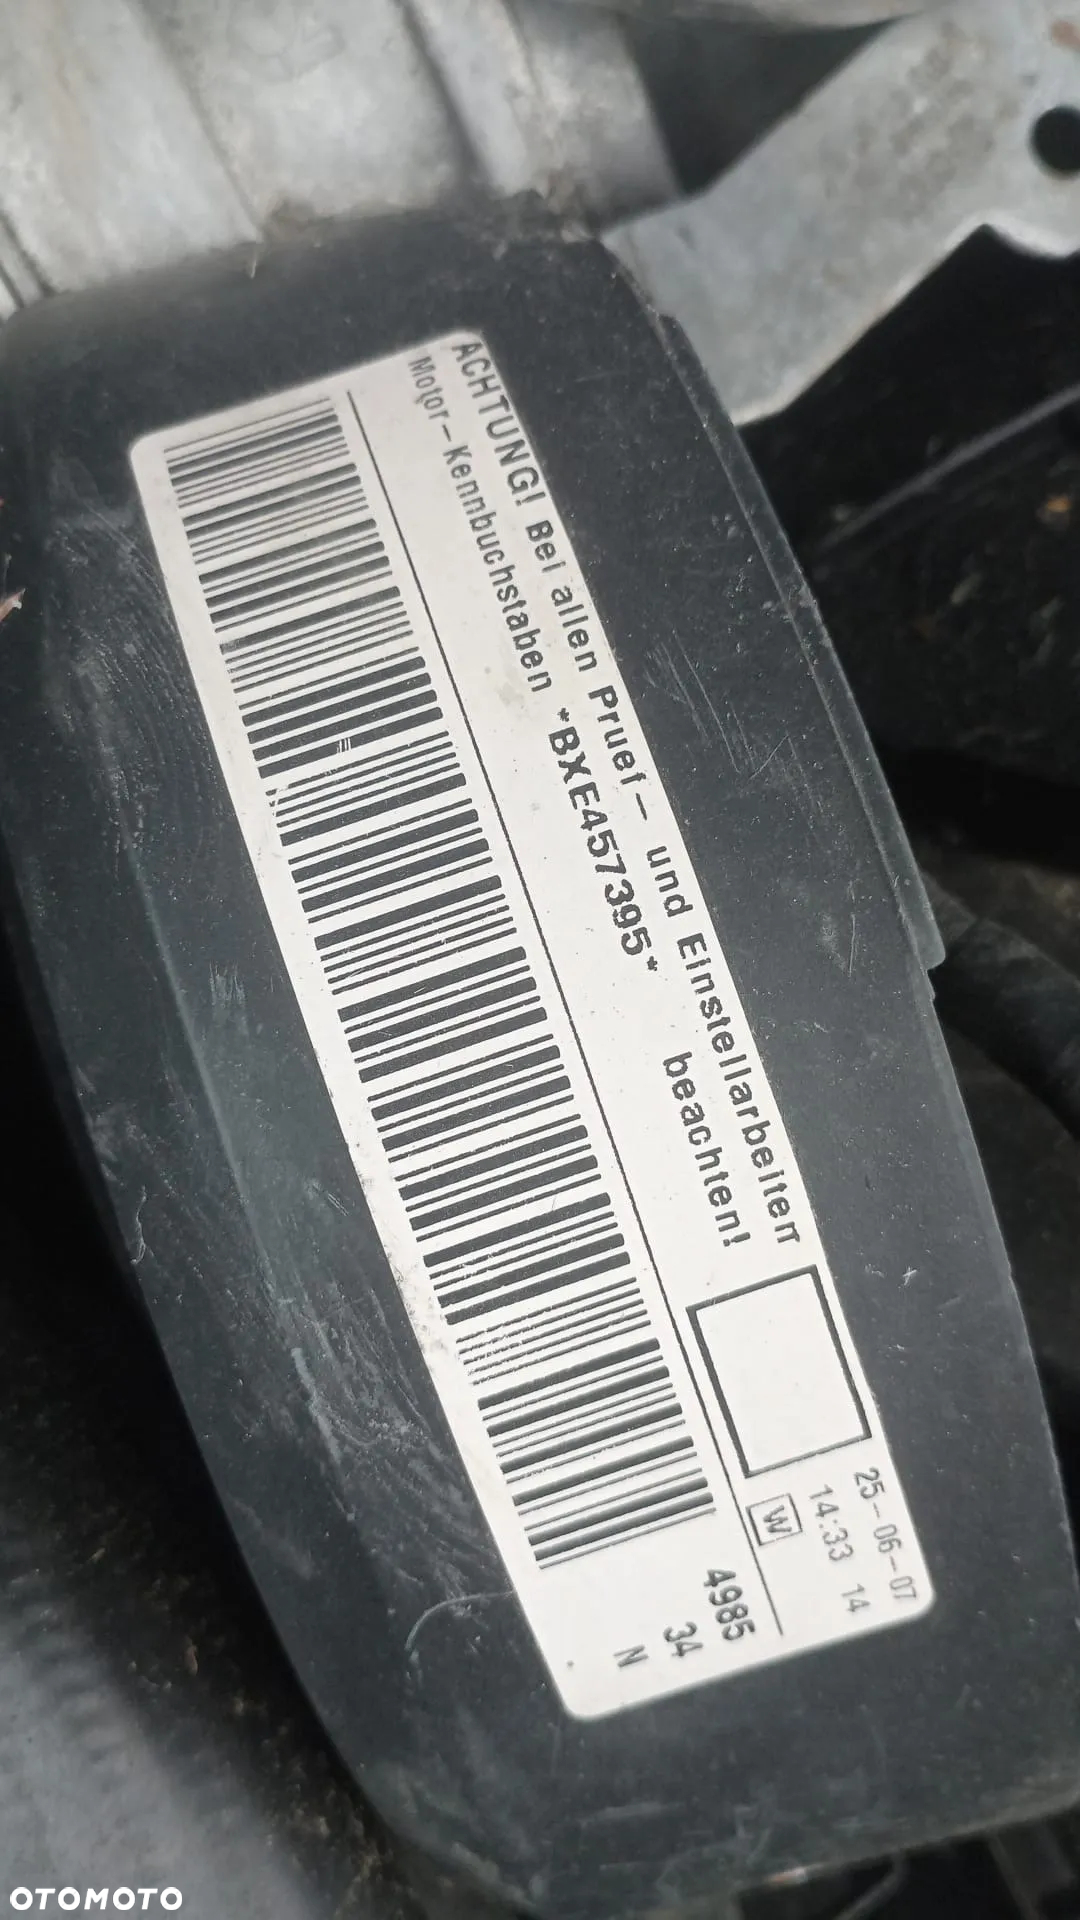 ACHTUNG! Bei allen Pruef- und Einstellarbeiten
Motor-Kennbuchstaben *BXE457395* beachten!
25-06-07
14:33 14
W
4985
34
N
OTOMOTO